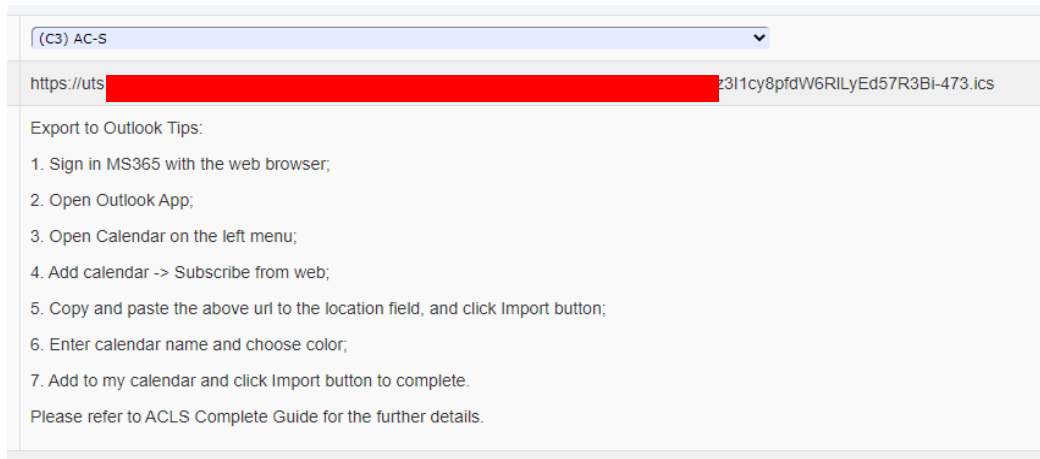 (C3) AC-S
https://uts z3I1cy8pfdW6RlLyEd57R3Bi-473.ics
Export to Outlook Tips:
1. Sign in MS365 with the web browser;
2. Open Outlook App;
3. Open Calendar on the left menu;
4. Add calendar -> Subscribe from web;
5. Copy and paste the above url to the location field, and click Import button;
6. Enter calendar name and choose color;
7. Add to my calendar and click Import button to complete.
Please refer to ACLS Complete Guide for the further details.